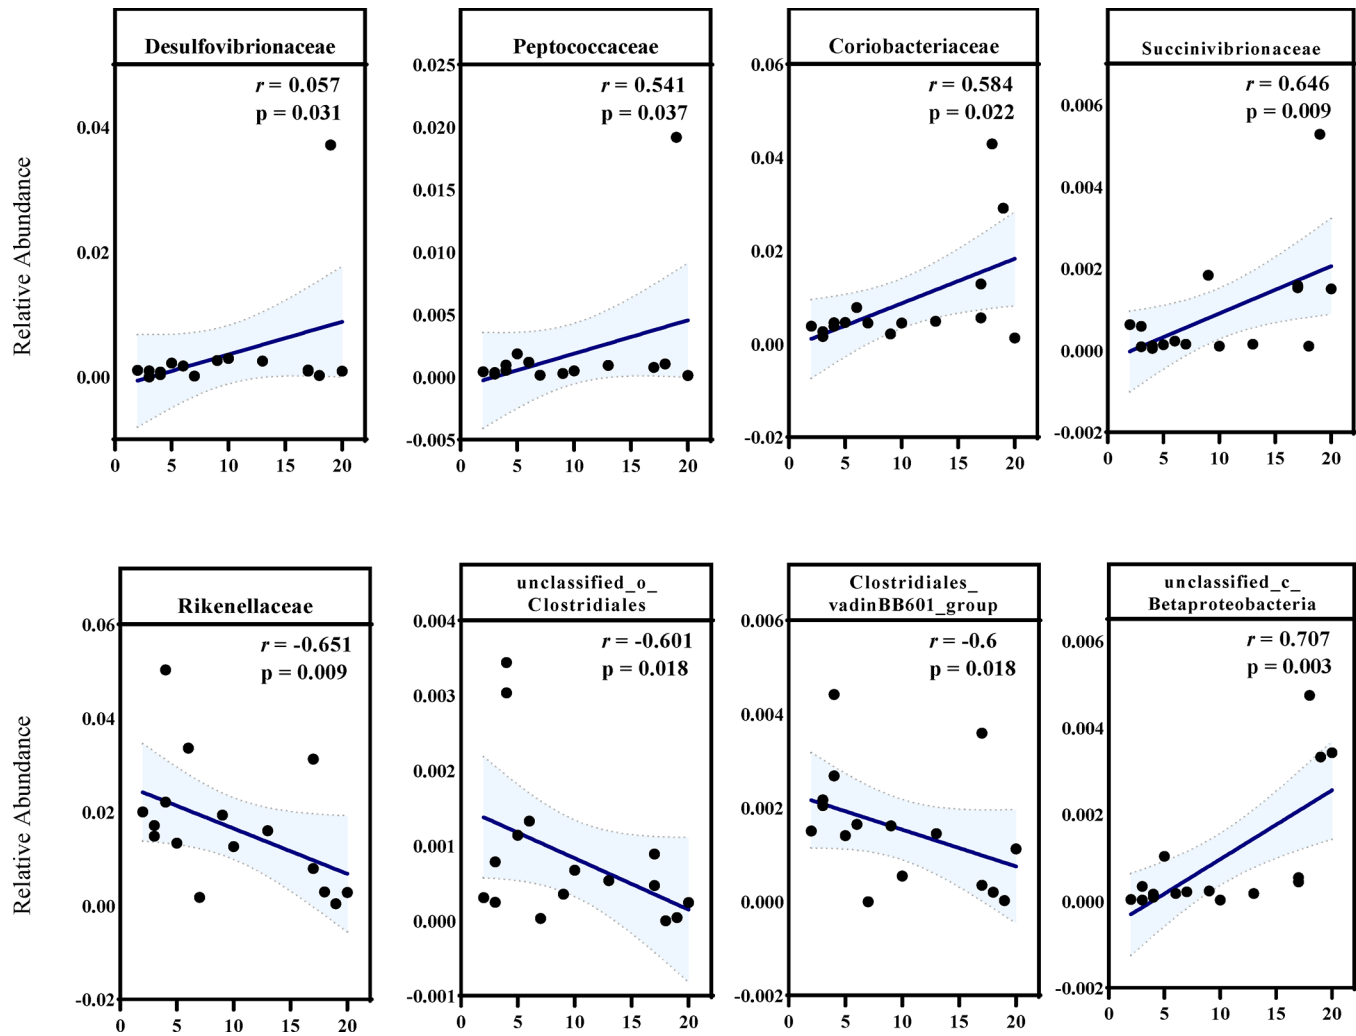 Desulfovibrionaceae
r = 0.057
p = 0.031
0.04
0.02
0.00
0 5 10 15 20
Relative Abundance
Peptococcaceae
r = 0.541
p = 0.037
0.025
0.020
0.015
0.010
0.005
0.000
-0.005
0 5 10 15 20
Coriobacteriaceae
r = 0.584
p = 0.022
0.06
0.04
0.02
0.00
-0.02
0 5 10 15 20
Succinivibrionaceae
r = 0.646
p = 0.009
0.006
0.004
0.002
0.000
-0.002
0 5 10 15 20
Rikenellaceae
r = -0.651
p = 0.009
0.06
0.04
0.02
0.00
-0.02
0 5 10 15 20
Relative Abundance
unclassified_o_
Clostridiales
r = -0.601
p = 0.018
0.004
0.003
0.002
0.001
0.000
-0.001
0 5 10 15 20
Clostridiales_
vadinBB601_group
r = -0.6
p = 0.018
0.006
0.004
0.002
0.000
-0.002
0 5 10 15 20
unclassified_c_
Betaproteobacteria
r = 0.707
p = 0.003
0.006
0.004
0.002
0.000
-0.002
0 5 10 15 20